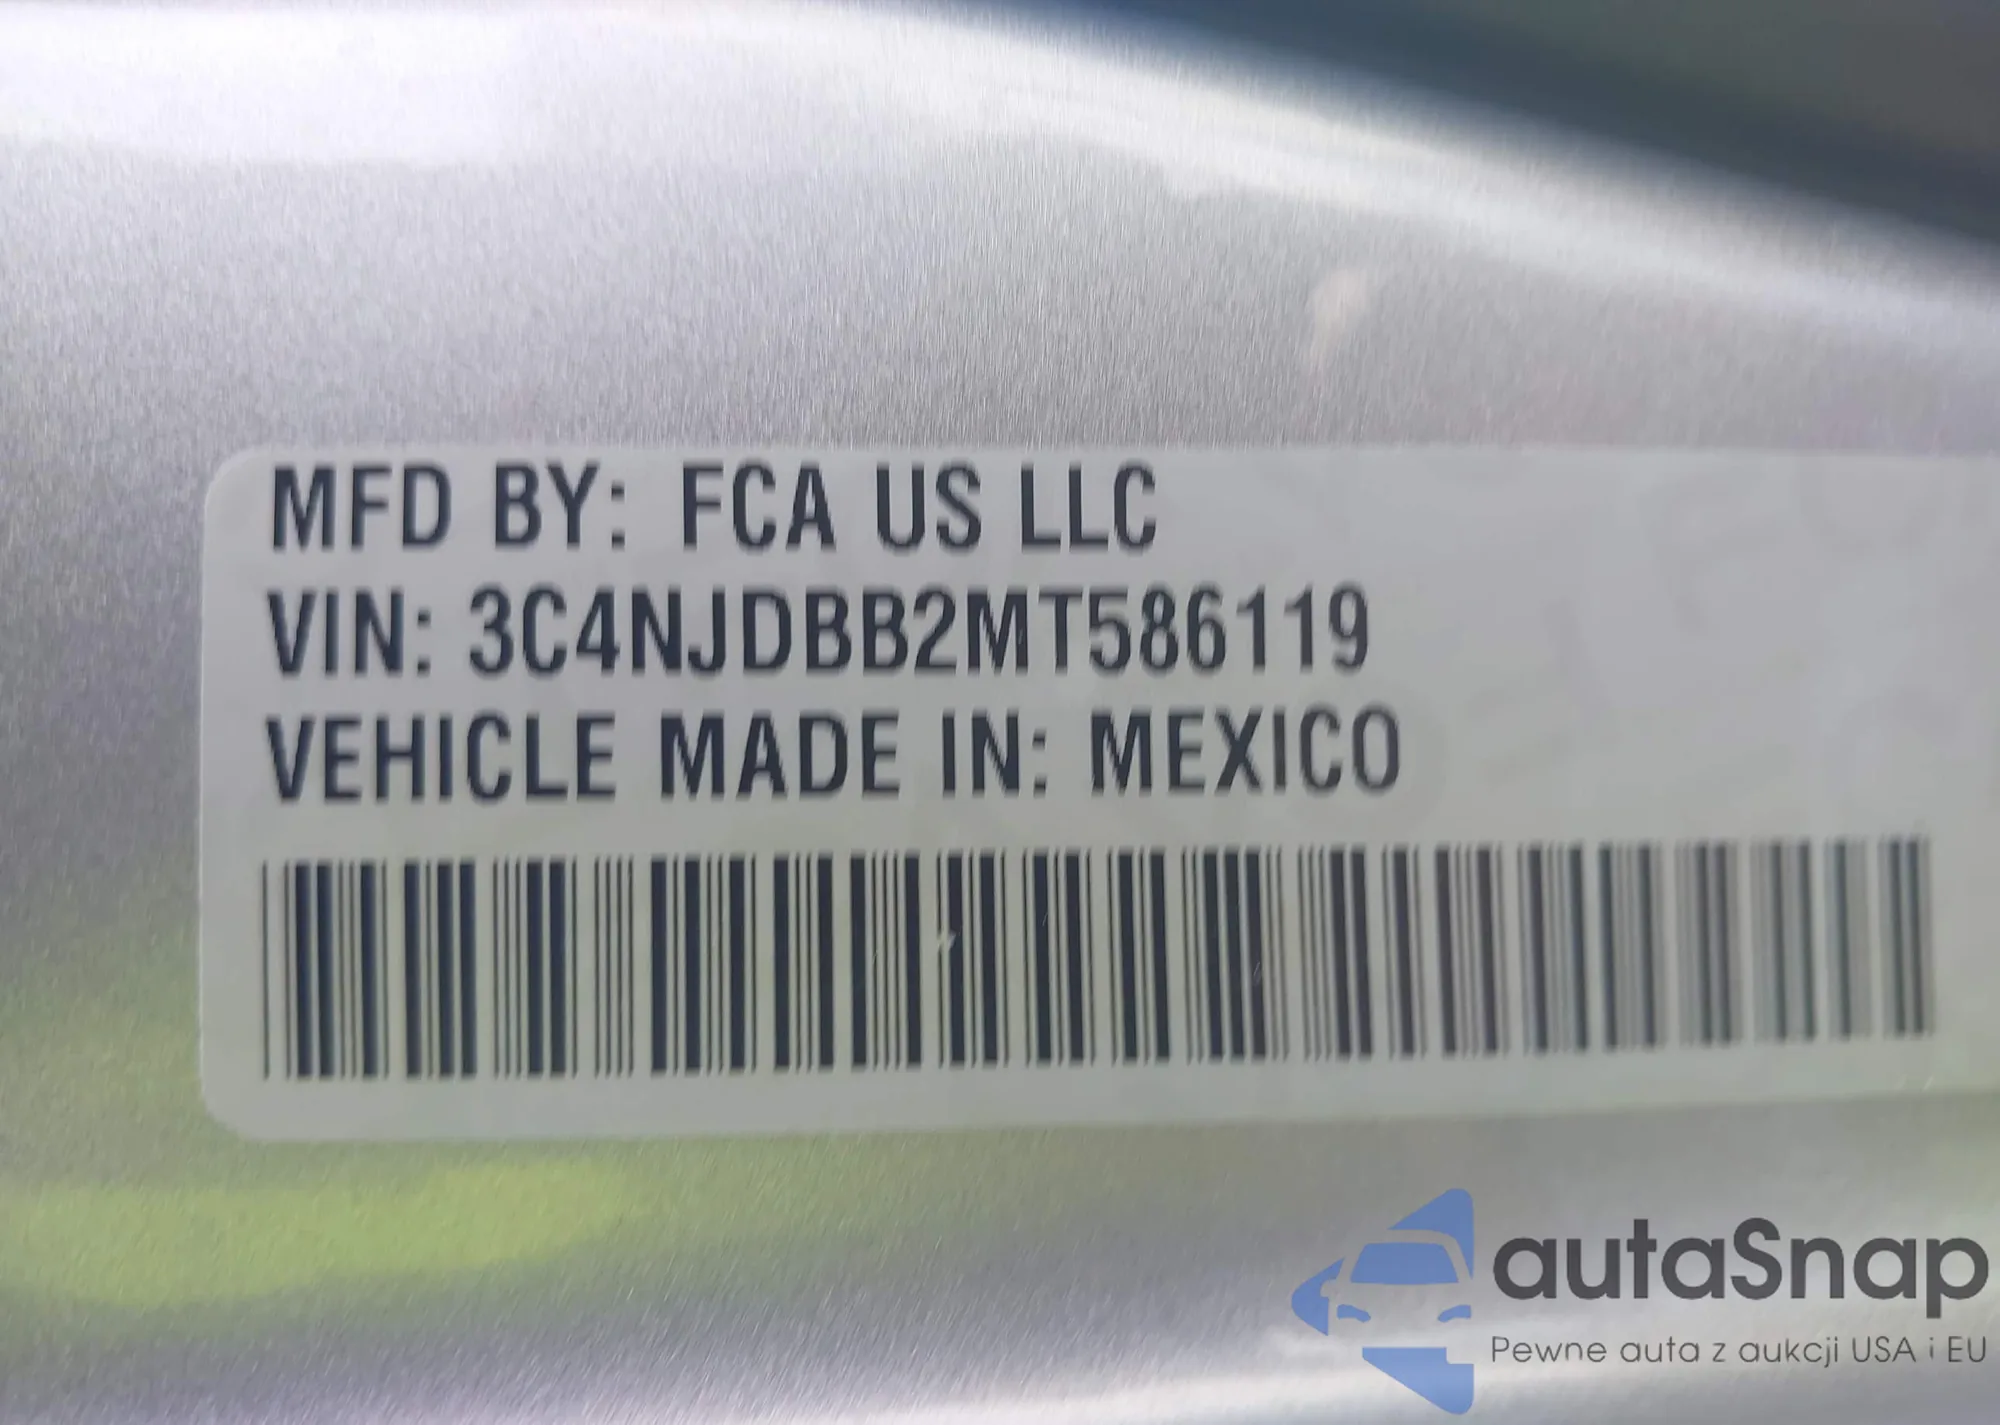 MFD BY: FCA US LLC
VIN: 3C4NJDBB2MT586119
VEHICLE MADE IN: MEXICO
autaSnap
Pewne auta z aukcji USA i EU